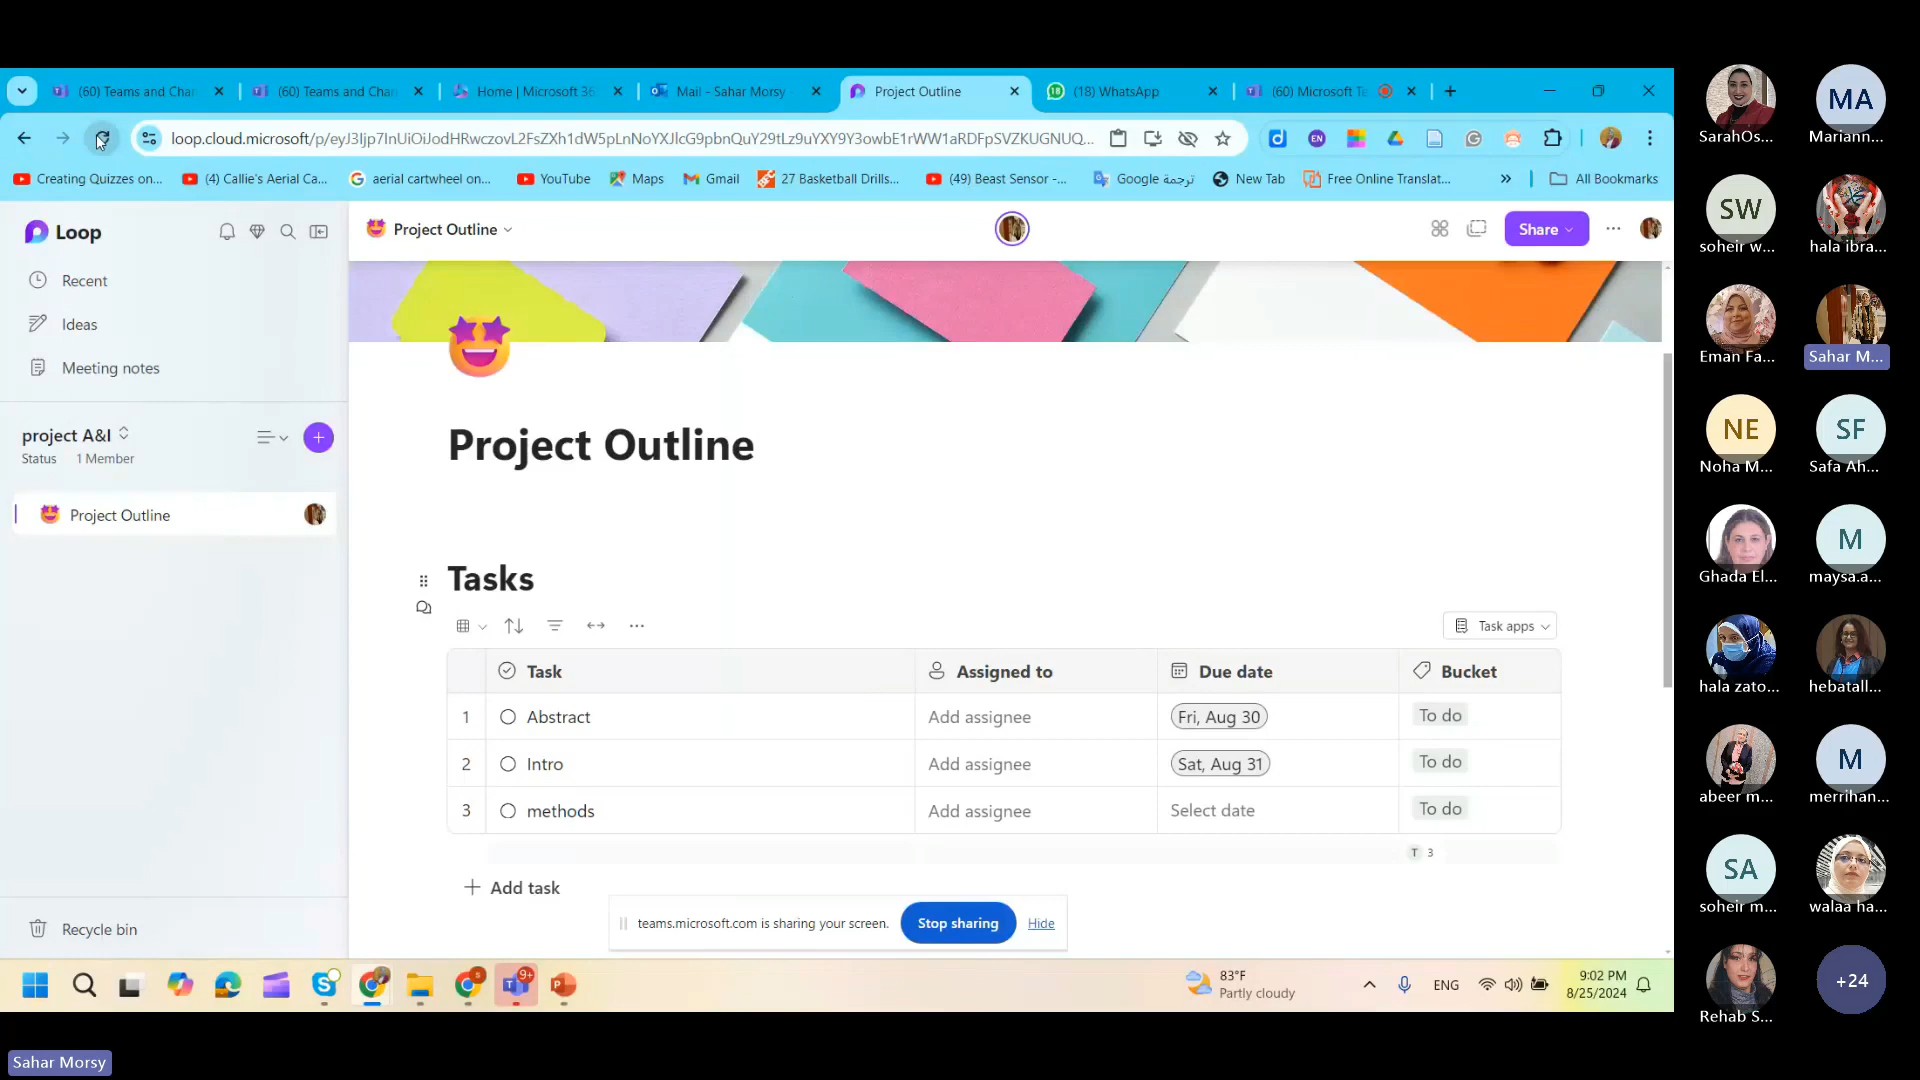 (60) Teams and Chan
(60) Teams and Chan
Home | Microsoft 36
Mail - Sahar Morsy
Project Outline
(18) WhatsApp
(60) Microsoft Te
loop.cloud.microsoft/p/eyJ3Ijp7InUiOiJodHRwczovL2FsZXh1dW5pLnNoYXJlcG9pbnQuY29tLz9uYXY9Y3owbE1rWW1aRDFpSVZKUGNUQ...
Creating Quizzes on...
(4) Callie's Aerial Ca...
aerial cartwheel on...
YouTube
Maps
Gmail
27 Basketball Drills...
(49) Beast Sensor -...
Google ترجمة
New Tab
Free Online Translat...
All Bookmarks
Loop
Recent
Ideas
Meeting notes
project A&I
Status 1 Member
Project Outline
Recycle bin
Project Outline
Share
Project Outline
Tasks
Task apps
Task Assigned to Due date Bucket
1 Abstract Add assignee Fri, Aug 30 To do
2 Intro Add assignee Sat, Aug 31 To do
3 methods Add assignee Select date To do
T 3
Add task
teams.microsoft.com is sharing your screen. Stop sharing Hide
83°F
Partly cloudy
ENG
9:02 PM
8/25/2024
Sahar Morsy
SarahOs...
MA
Mariann...
SW
soheir w...
hala ibra...
Eman Fa...
Sahar M...
NE
Noha M...
SF
Safa Ah...
Ghada El...
M
maysa.a...
hala zato...
hebatall...
abeer m...
M
merrihan...
SA
soheir m...
walaa ha...
Rehab S...
+24